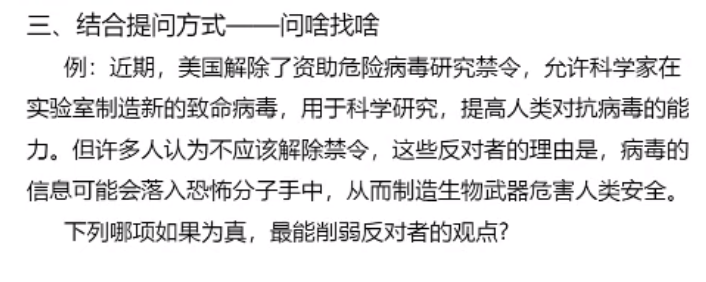 三、结合提问方式——问啥找啥
例：近期，美国解除了资助危险病毒研究禁令，允许科学家在
实验室制造新的致命病毒，用于科学研究，提高人类对抗病毒的能
力。但许多人认为不应该解除禁令，这些反对者的理由是，病毒的
信息可能会落入恐怖分子手中，从而制造生物武器危害人类安全。
下列哪项如果为真，最能削弱反对者的观点？